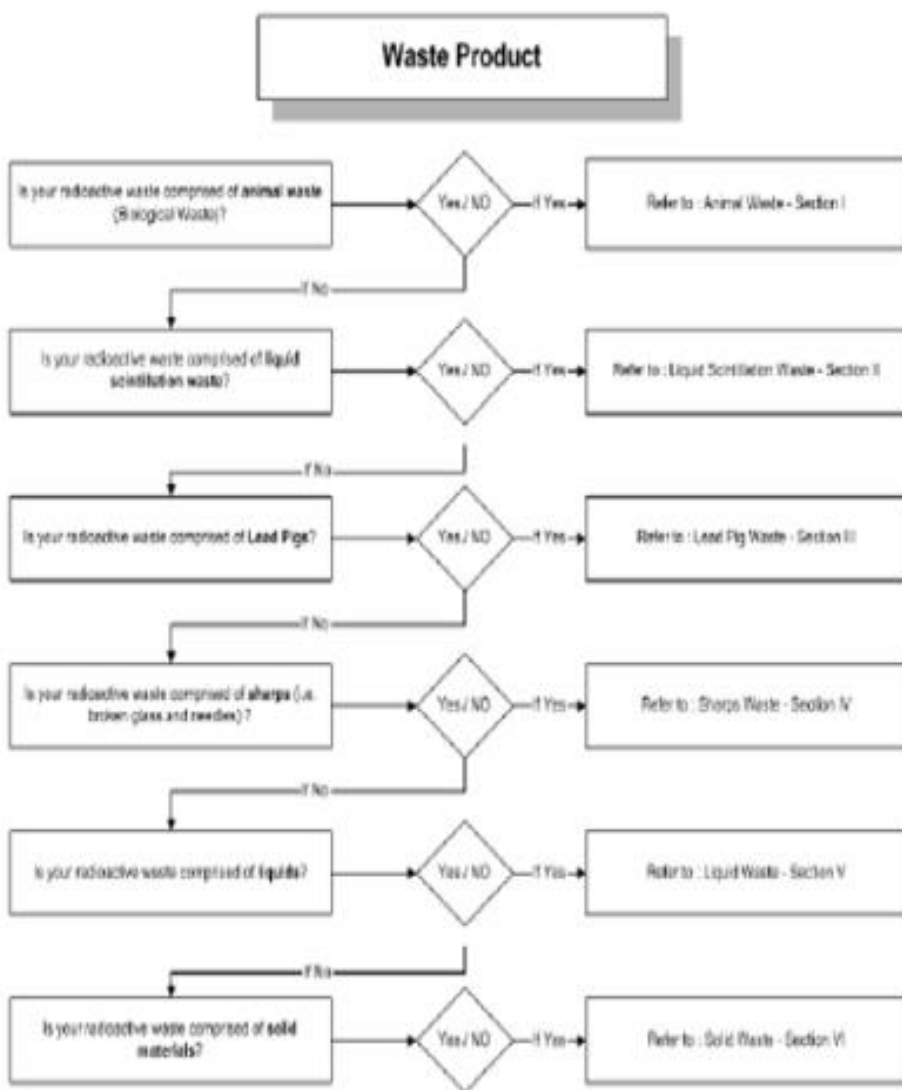 Waste Product
Is your radioactive waste comprised of animal waste
(Biological Waste)?
Yes / NO
If Yes
Refer to : Animal Waste - Section I
If No
Is your radioactive waste comprised of liquid
scintillation waste?
Yes / NO
If Yes
Refer to : Liquid Scintillation Waste - Section II
If No
Is your radioactive waste comprised of Lead Pigs?
Yes / NO
If Yes
Refer to : Lead Pig Waste - Section III
If No
Is your radioactive waste comprised of sharps (i.e.
broken glass and needles) ?
Yes / NO
If Yes
Refer to : Sharps Waste - Section IV
If No
Is your radioactive waste comprised of liquids?
Yes / NO
If Yes
Refer to : Liquid Waste - Section V
If No
Is your radioactive waste comprised of solid
materials?
Yes / NO
If Yes
Refer to : Solid Waste - Section VI